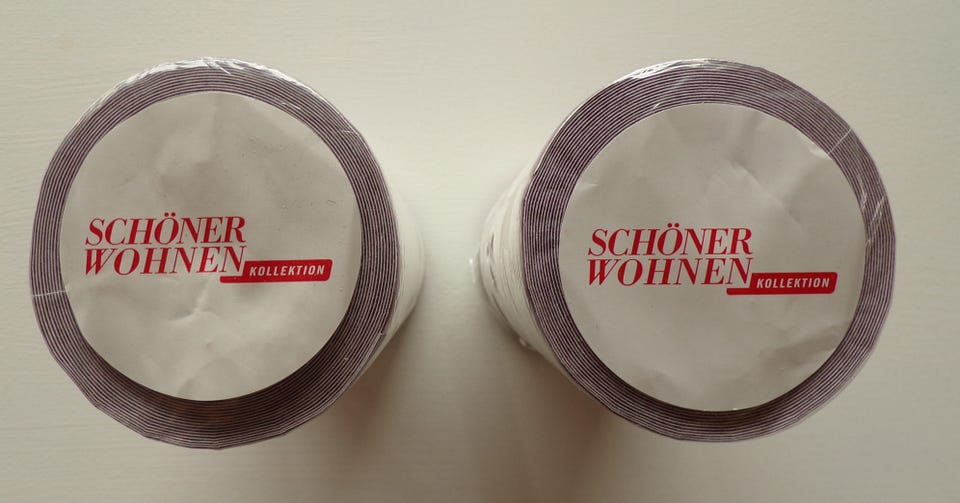 SCHÖNER
WOHNEN
KOLLEKTION
SCHÖNER
WOHNEN
KOLLEKTION